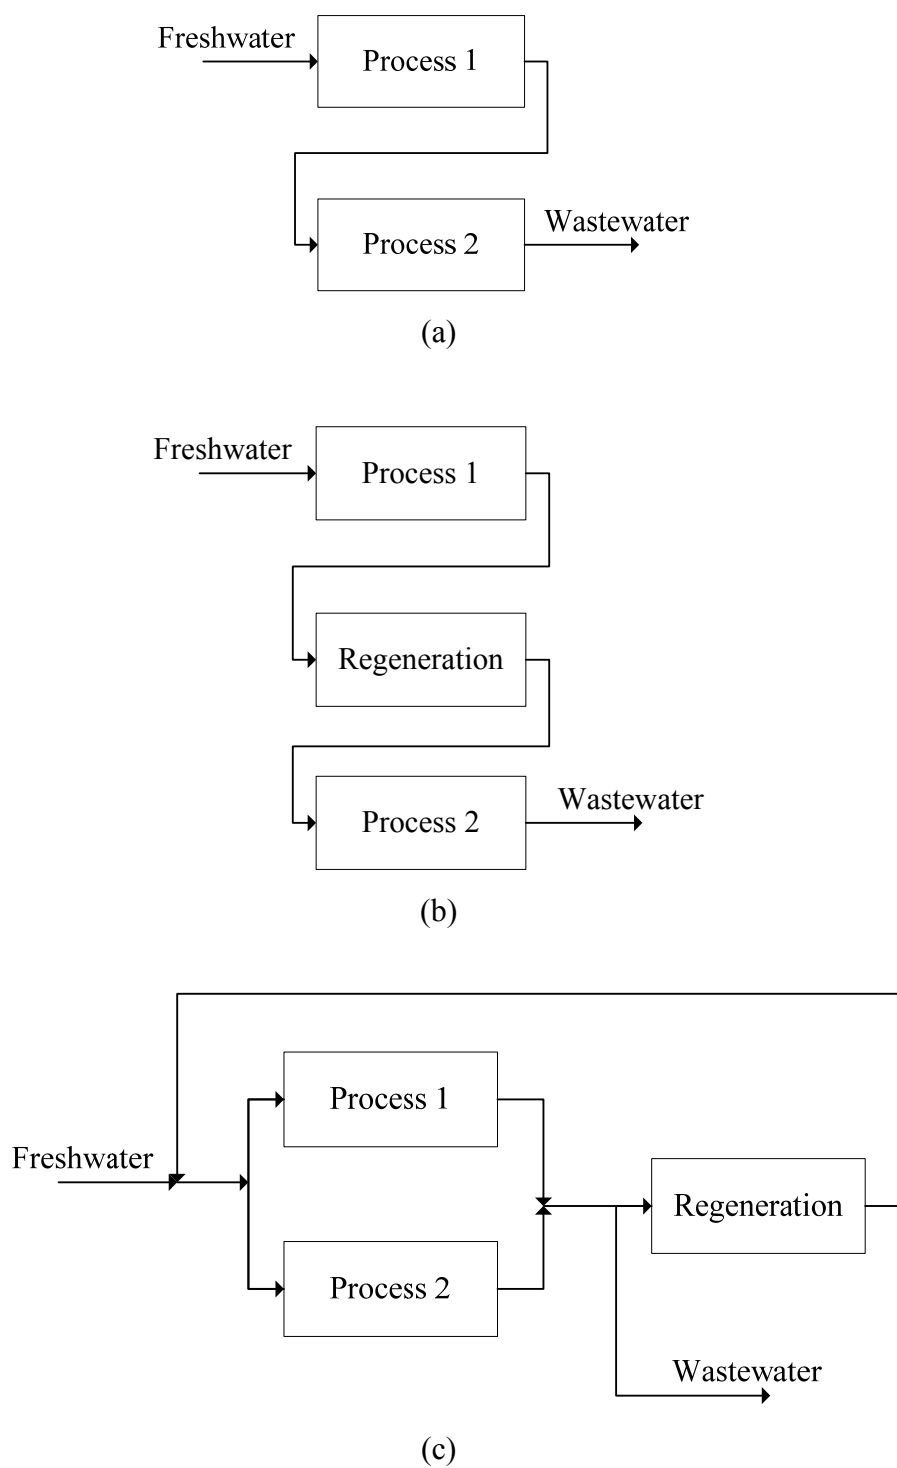 Freshwater
Process 1
Process 2
Wastewater
(a)
Freshwater
Process 1
Regeneration
Process 2
Wastewater
(b)
Process 1
Freshwater
Regeneration
Process 2
Wastewater
(c)